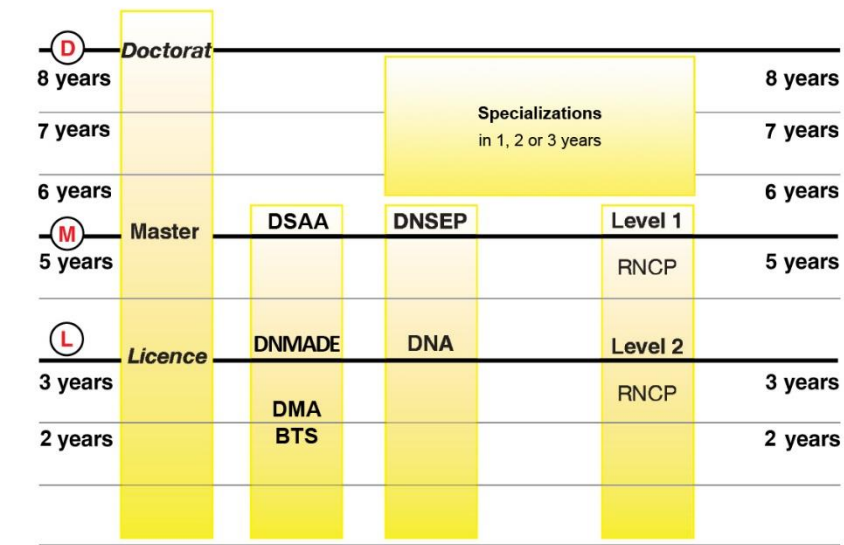 D Doctorat
8 years 8 years
Specializations
7 years in 1, 2 or 3 years 7 years
6 years 6 years
M Master DSAA DNSEP Level 1
5 years RNCP 5 years
L Licence DNMADE DNA Level 2
3 years RNCP 3 years
DMA
2 years BTS 2 years